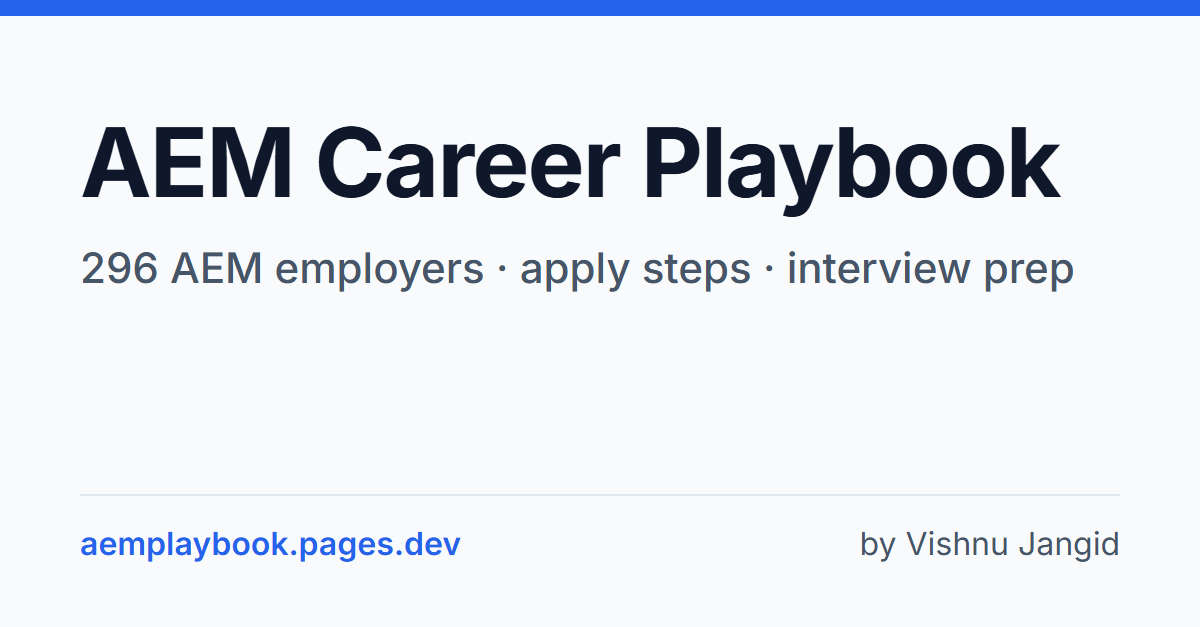 AEM Career Playbook
296 AEM employers · apply steps · interview prep
aemplaybook.pages.dev
by Vishnu Jangid